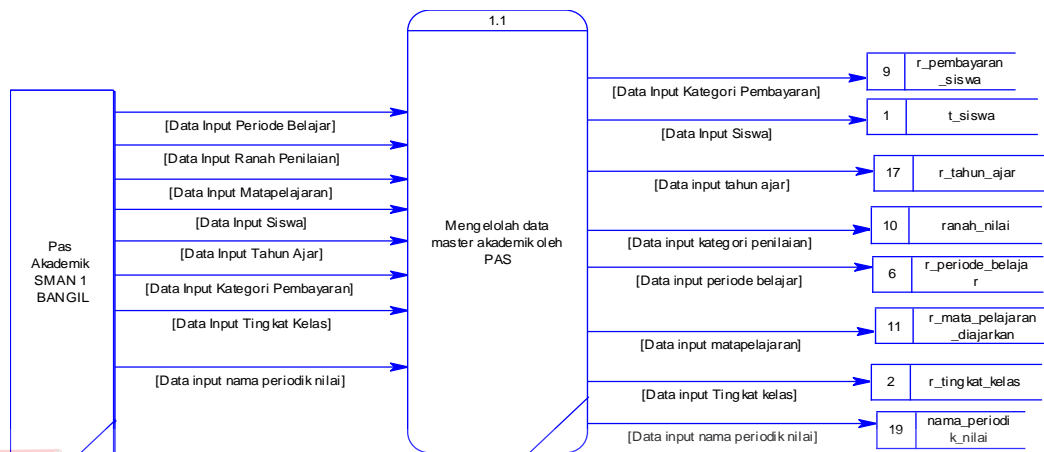 1.1
Pas
Akademik
SMAN 1
BANGIL
[Data Input Periode Belajar]
[Data Input Ranah Penilaian]
[Data Input Matapelajaran]
[Data Input Siswa]
[Data Input Tahun Ajar]
[Data Input Kategori Pembayaran]
[Data Input Tingkat Kelas]
[Data input nama periodik nilai]
Mengelolah data
master akademik oleh
PAS
[Data Input Kategori Pembayaran]
[Data Input Siswa]
[Data input tahun ajar]
[Data input kategori penilaian]
[Data input periode belajar]
[Data input matapelajaran]
[Data input Tingkat kelas]
[Data input nama periodik nilai]
9
r_pembayaran
_siswa
1
t_siswa
17
r_tahun_ajar
10
ranah_nilai
6
r_periode_belaja
r
11
r_mata_pelajaran
_diajarkan
2
r_tingkat_kelas
19
nama_periodi
k_nilai